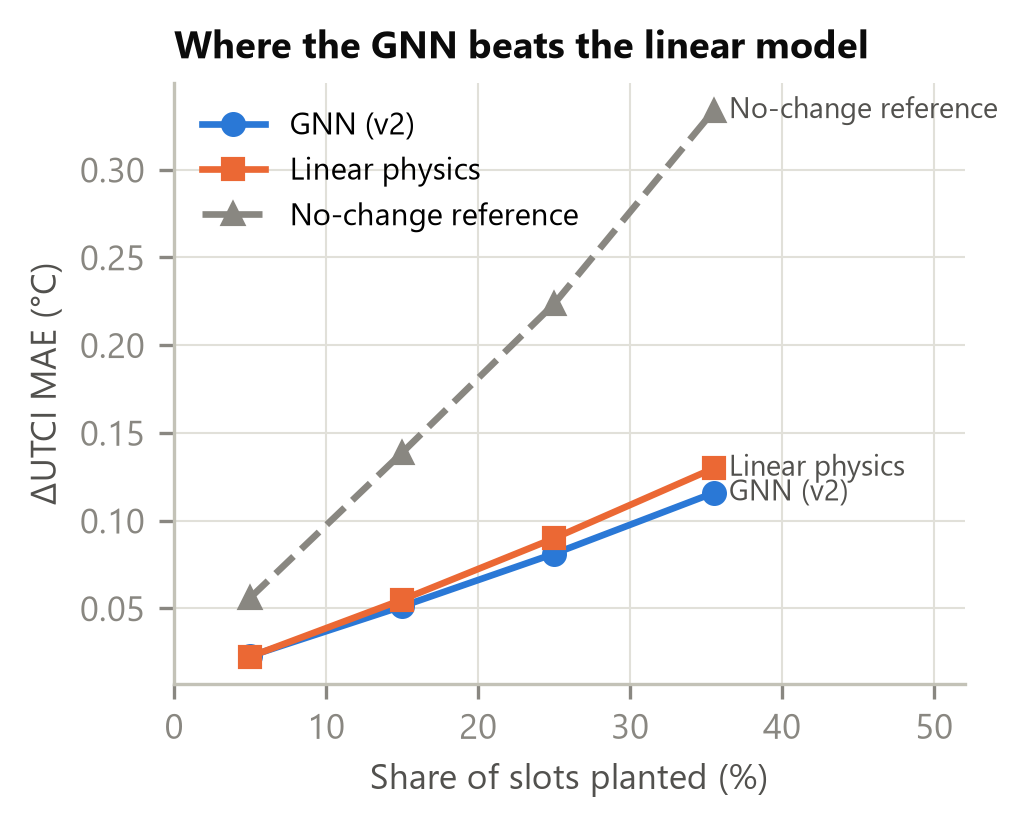 Where the GNN beats the linear model
GNN (v2)
Linear physics
No-change reference
No-change reference
Linear physics
GNN (v2)
ΔUTCI MAE (°C)
0.30
0.25
0.20
0.15
0.10
0.05
0 10 20 30 40 50
Share of slots planted (%)